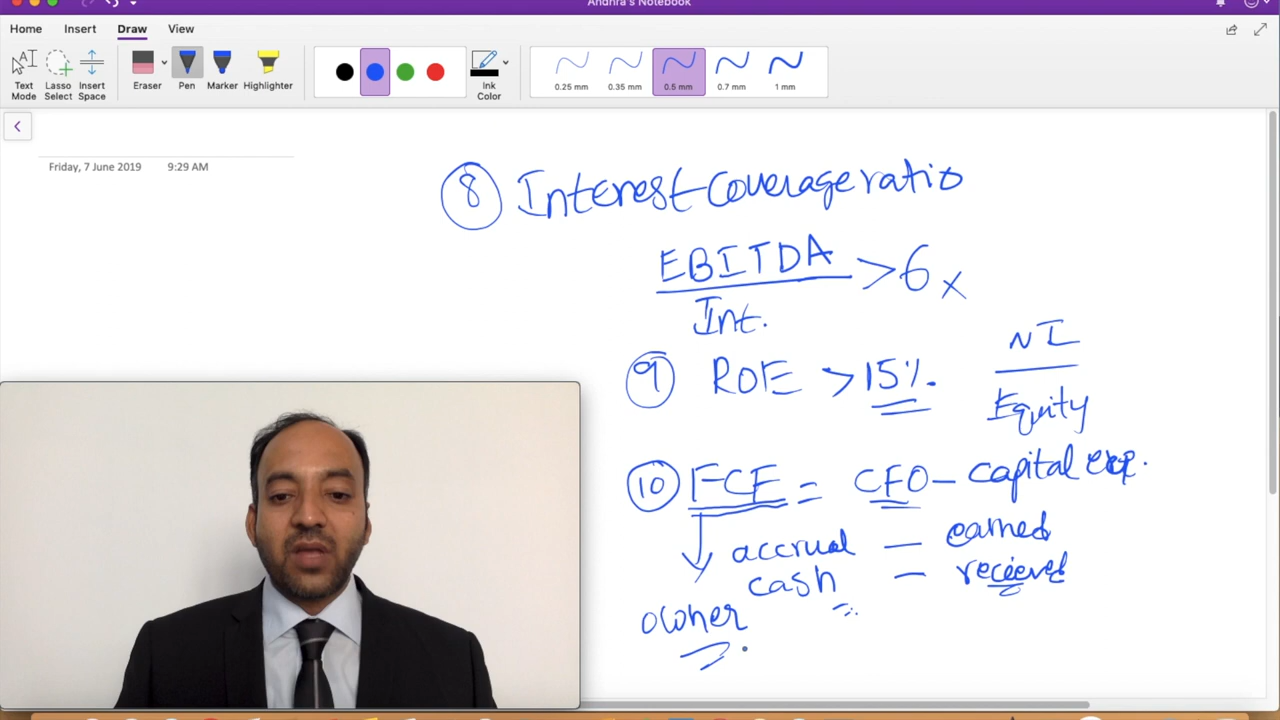 Andhra's Notebook
Home Insert Draw View
Text Mode
Lasso Select
Insert Space
Eraser
Pen
Marker
Highlighter
Ink Color
0.25 mm
0.35 mm
0.5 mm
0.7 mm
1 mm
Friday, 7 June 2019 9:29 AM
8 Interest Coverage ratio
EBITDA
Int.
> 6x
9 ROE > 15%.
NI
Equity
10 FCF = CFO - capital exp.
accrual - earned
cash - recieved
owner